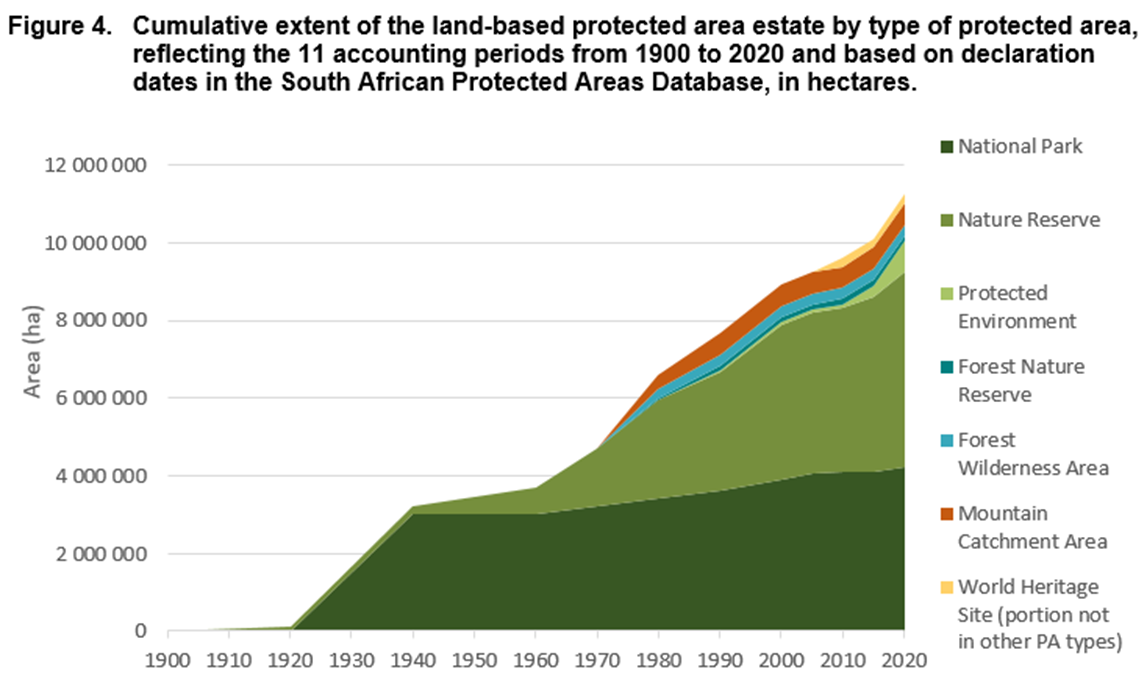 Figure 4. Cumulative extent of the land-based protected area estate by type of protected area,
reflecting the 11 accounting periods from 1900 to 2020 and based on declaration
dates in the South African Protected Areas Database, in hectares.
12 000 000
10 000 000
8 000 000
6 000 000
4 000 000
2 000 000
0
Area (ha)
1900 1910 1920 1930 1940 1950 1960 1970 1980 1990 2000 2010 2020
National Park
Nature Reserve
Protected
Environment
Forest Nature
Reserve
Forest
Wilderness Area
Mountain
Catchment Area
World Heritage
Site (portion not
in other PA types)